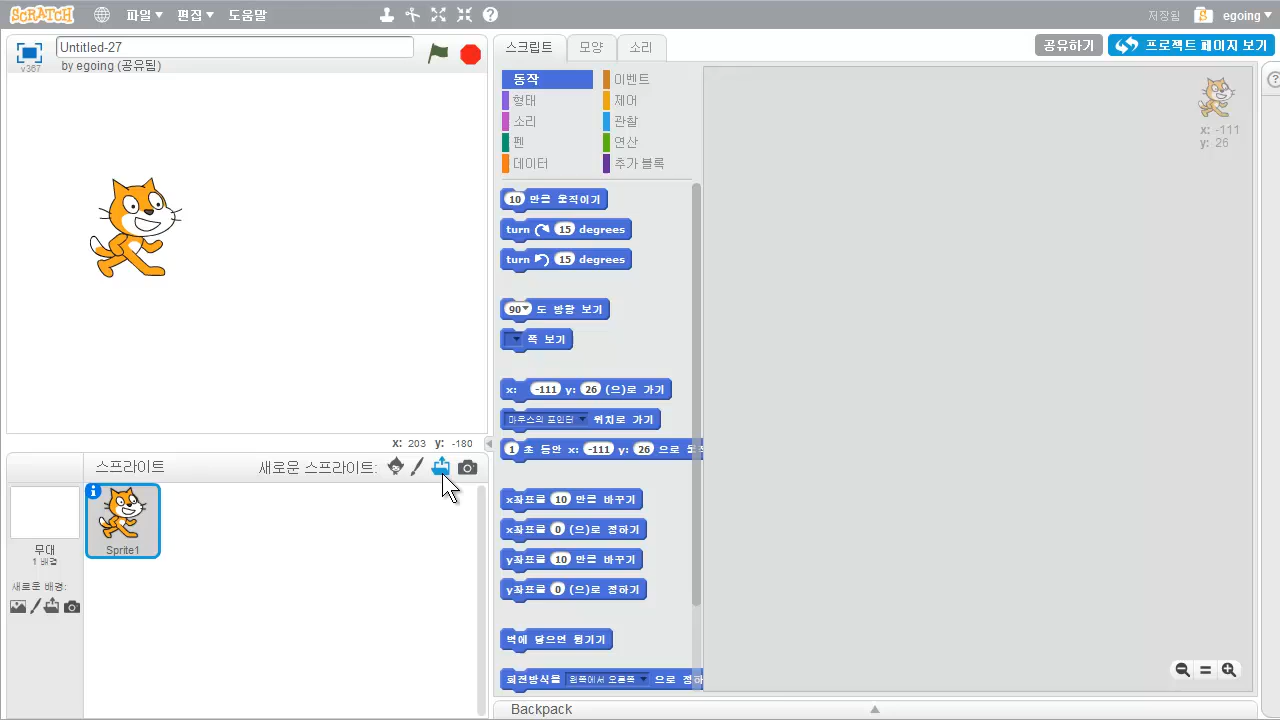 SCRATCH
파일 편집 도움말
저장됨 egoing
v367
Untitled-27
by egoing (공유됨)
스크립트 모양 소리
공유하기 프로젝트 페이지 보기
동작 이벤트
형태 제어
소리 관찰
펜 연산
데이터 추가 블록
x: -111
y: 26
10 만큼 움직이기
turn 15 degrees
turn 15 degrees
90 도 방향 보기
쪽 보기
x: -111 y: 26 (으)로 가기
마우스의 포인터 위치로 가기
1 초 동안 x: -111 y: 26 으로
x좌표를 10 만큼 바꾸기
x좌표를 0 (으)로 정하기
y좌표를 10 만큼 바꾸기
y좌표를 0 (으)로 정하기
벽에 닿으면 튕기기
회전방식을 왼쪽에서 오른쪽 으로
x: 203 y: -180
스프라이트 새로운 스프라이트:
Sprite1
무대
1 배경
새로운 배경:
Backpack